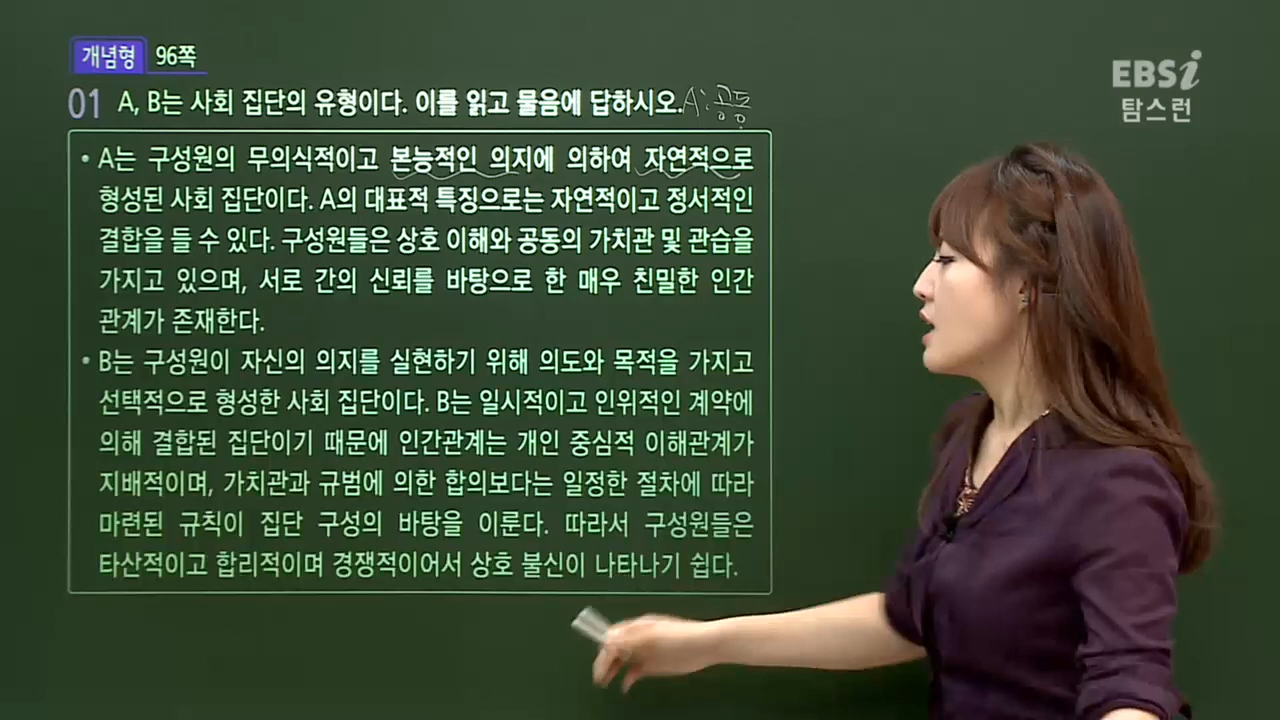 개념형 96쪽
EBSi
탐스런
01 A, B는 사회 집단의 유형이다. 이를 읽고 물음에 답하시오. A: 공동
• A는 구성원의 무의식적이고 본능적인 의지에 의하여 자연적으로
형성된 사회 집단이다. A의 대표적 특징으로는 자연적이고 정서적인
결합을 들 수 있다. 구성원들은 상호 이해와 공동의 가치관 및 관습을
가지고 있으며, 서로 간의 신뢰를 바탕으로 한 매우 친밀한 인간
관계가 존재한다.
• B는 구성원이 자신의 의지를 실현하기 위해 의도와 목적을 가지고
선택적으로 형성한 사회 집단이다. B는 일시적이고 인위적인 계약에
의해 결합된 집단이기 때문에 인간관계는 개인 중심적 이해관계가
지배적이며, 가치관과 규범에 의한 합의보다는 일정한 절차에 따라
마련된 규칙이 집단 구성의 바탕을 이룬다. 따라서 구성원들은
타산적이고 합리적이며 경쟁적이어서 상호 불신이 나타나기 쉽다.